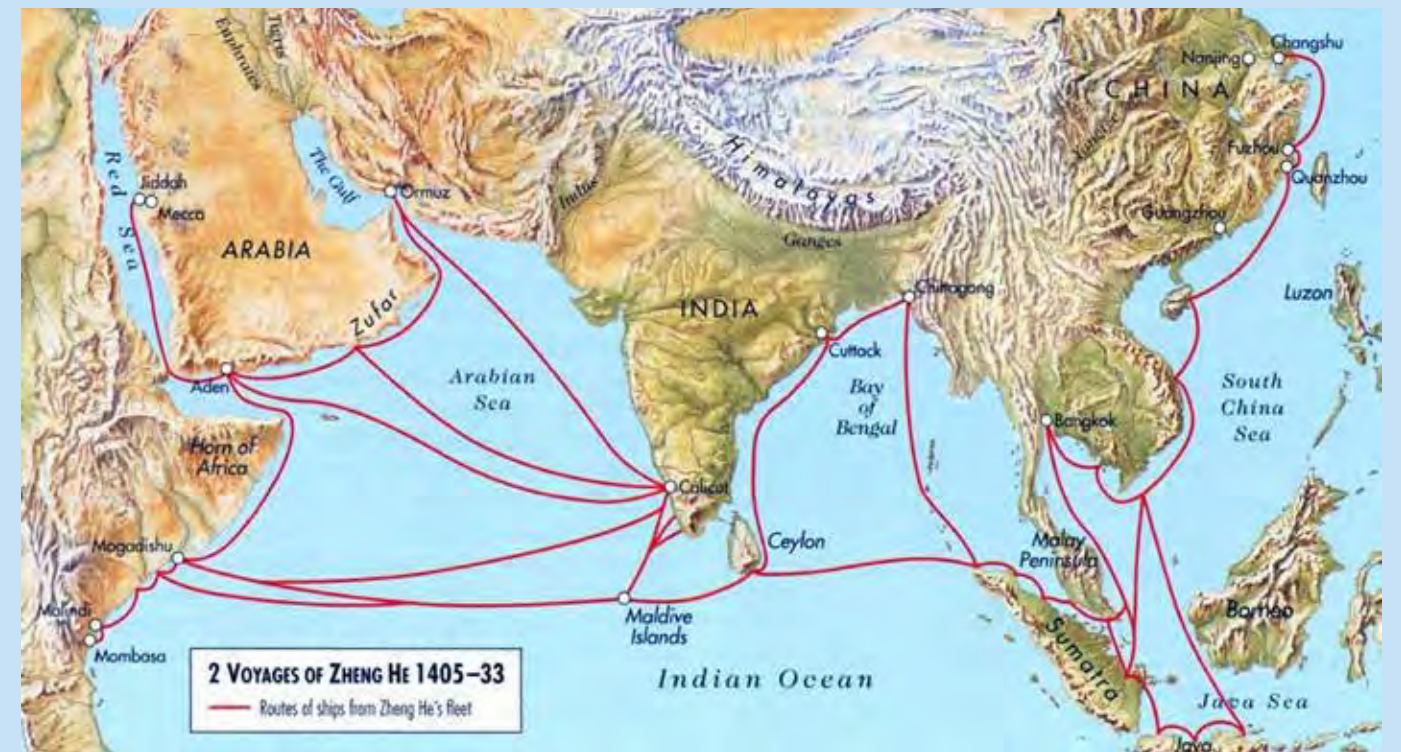 Tigris
Euphrates
Nanjing
Changshu
CHINA
Yangtze
Fuzhou
Quanzhou
Guangzhou
Himalayas
The Gulf
Ormuz
Indus
Red Sea
Jiddah
Mecca
ARABIA
Ganges
Luzon
INDIA
Chittagong
Zufar
Cuttack
Aden
Arabian
Sea
Bay
of
Bengal
South
China
Sea
Bangkok
Horn of
Africa
Calicut
Ceylon
Malay
Peninsula
Mogadishu
Malindi
Mombasa
Maldive
Islands
Borneo
Sumatra
Indian Ocean
Java Sea
Java
2 VOYAGES OF ZHENG HE 1405–33
Routes of ships from Zheng He's fleet